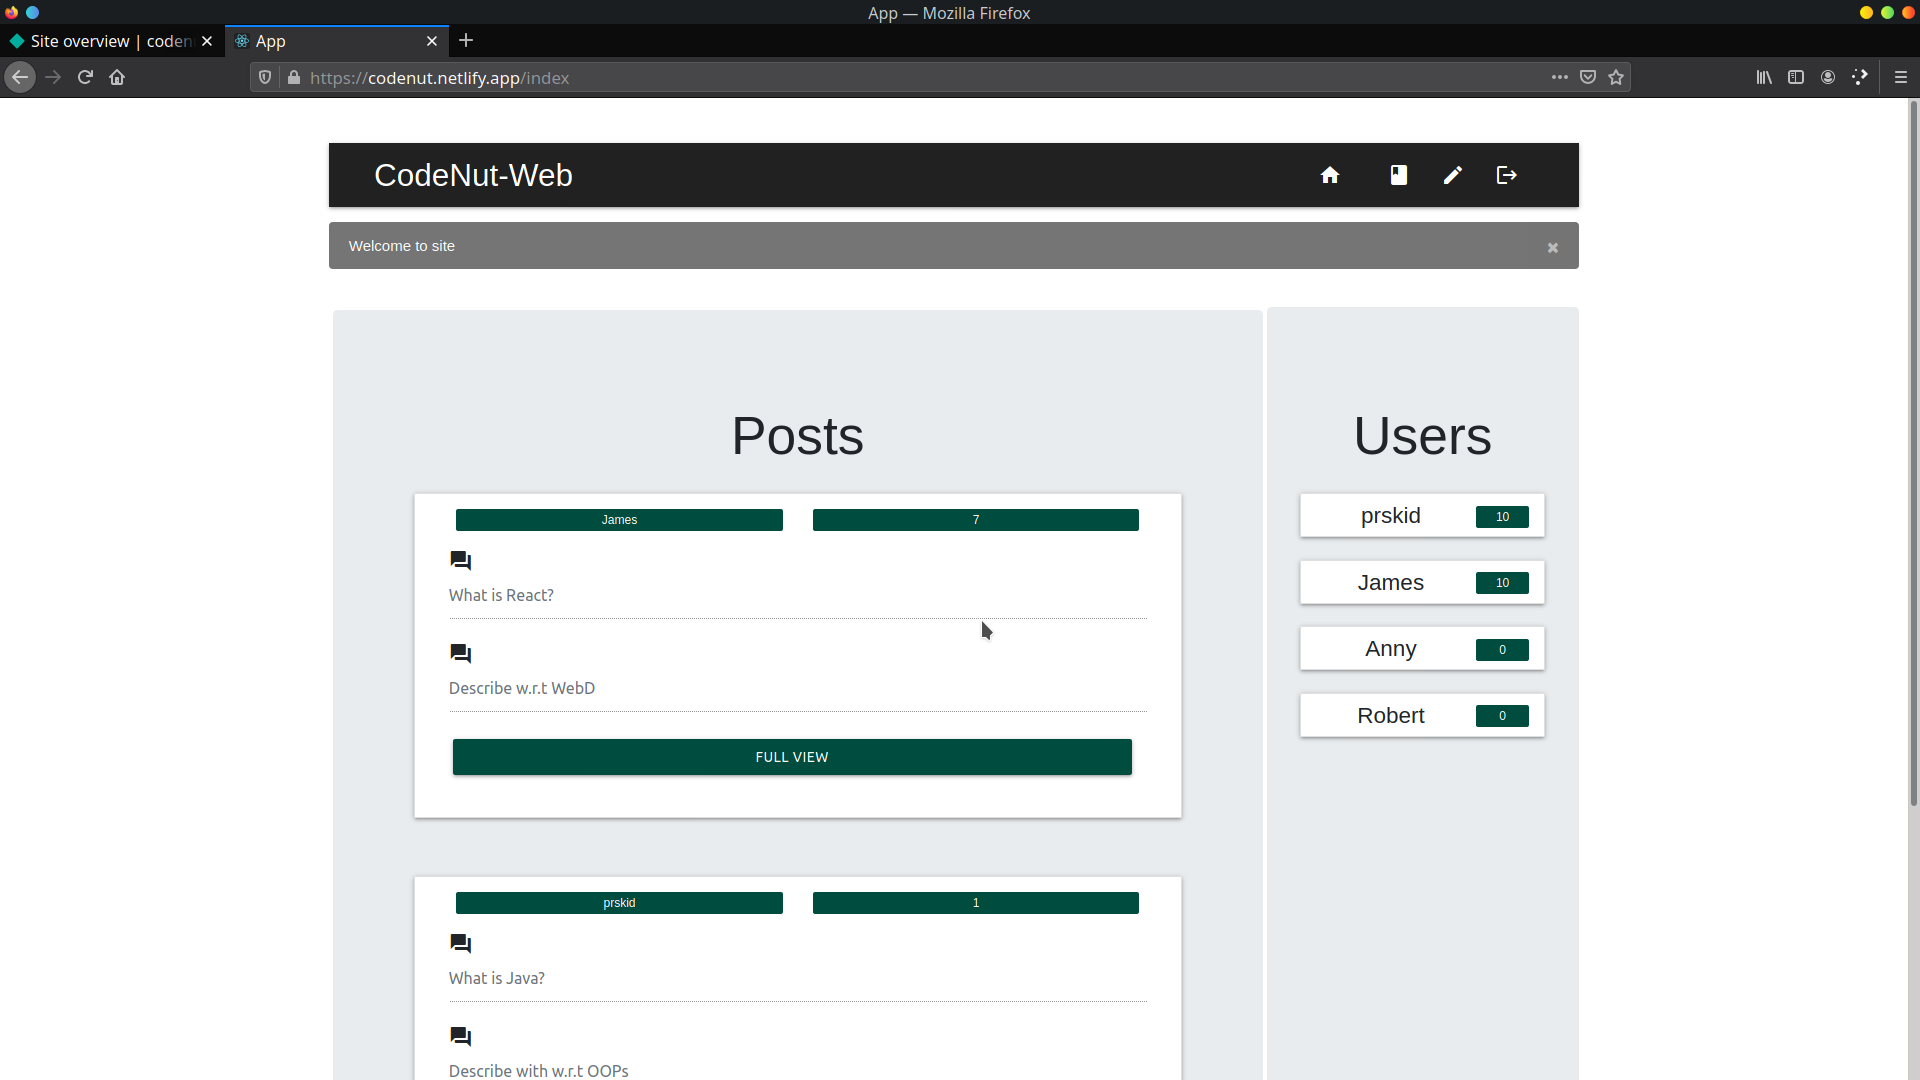 App — Mozilla Firefox
Site overview | coden
App
https://codenut.netlify.app/index
CodeNut-Web
Welcome to site
Posts
James
7
What is React?
Describe w.r.t WebD
FULL VIEW
prskid
1
What is Java?
Describe with w.r.t OOPs
Users
prskid
10
James
10
Anny
0
Robert
0